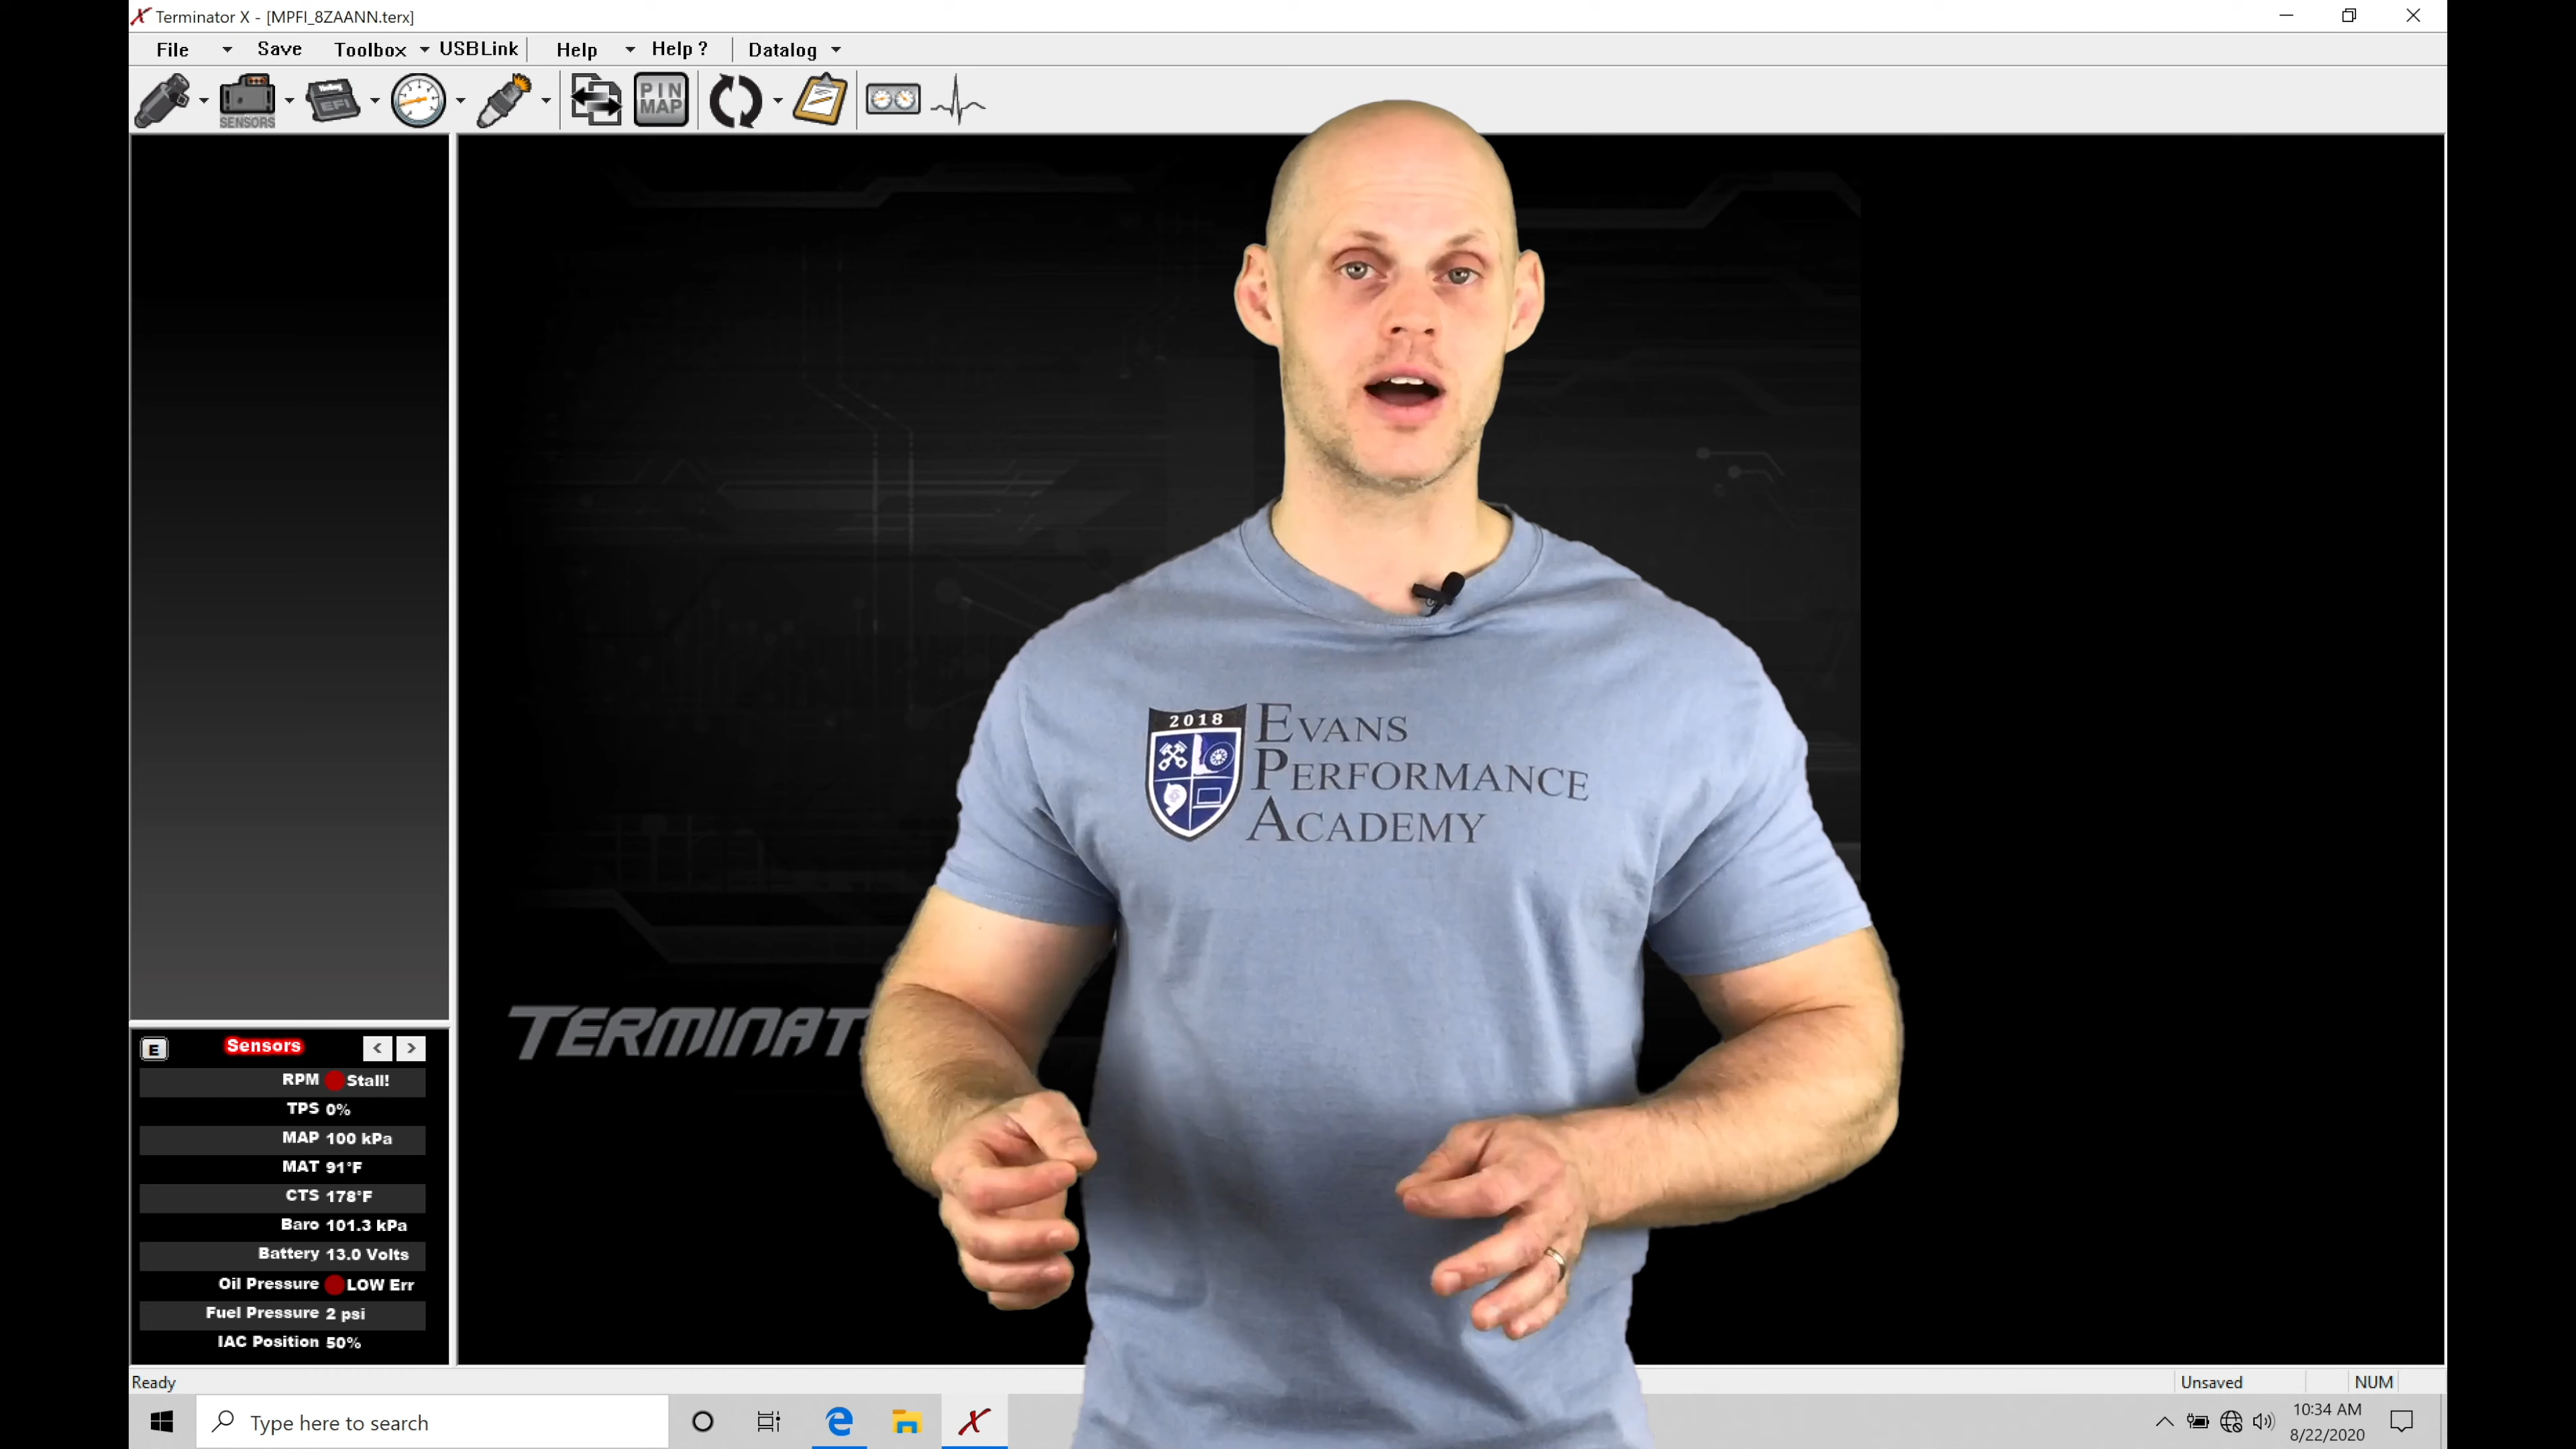 Terminator X - [MPFI_8ZAANN.terx]
File Save Toolbox USBLink Help Help ? Datalog
SENSORS
Holley
EFI
PIN
MAP
2018
EVANS
PERFORMANCE
ACADEMY
TERMINAT
E Sensors < >
RPM Stall!
TPS 0%
MAP 100 kPa
MAT 91°F
CTS 178°F
Baro 101.3 kPa
Battery 13.0 Volts
Oil Pressure LOW Err
Fuel Pressure 2 psi
IAC Position 50%
Ready Unsaved NUM
Type here to search
10:34 AM
8/22/2020